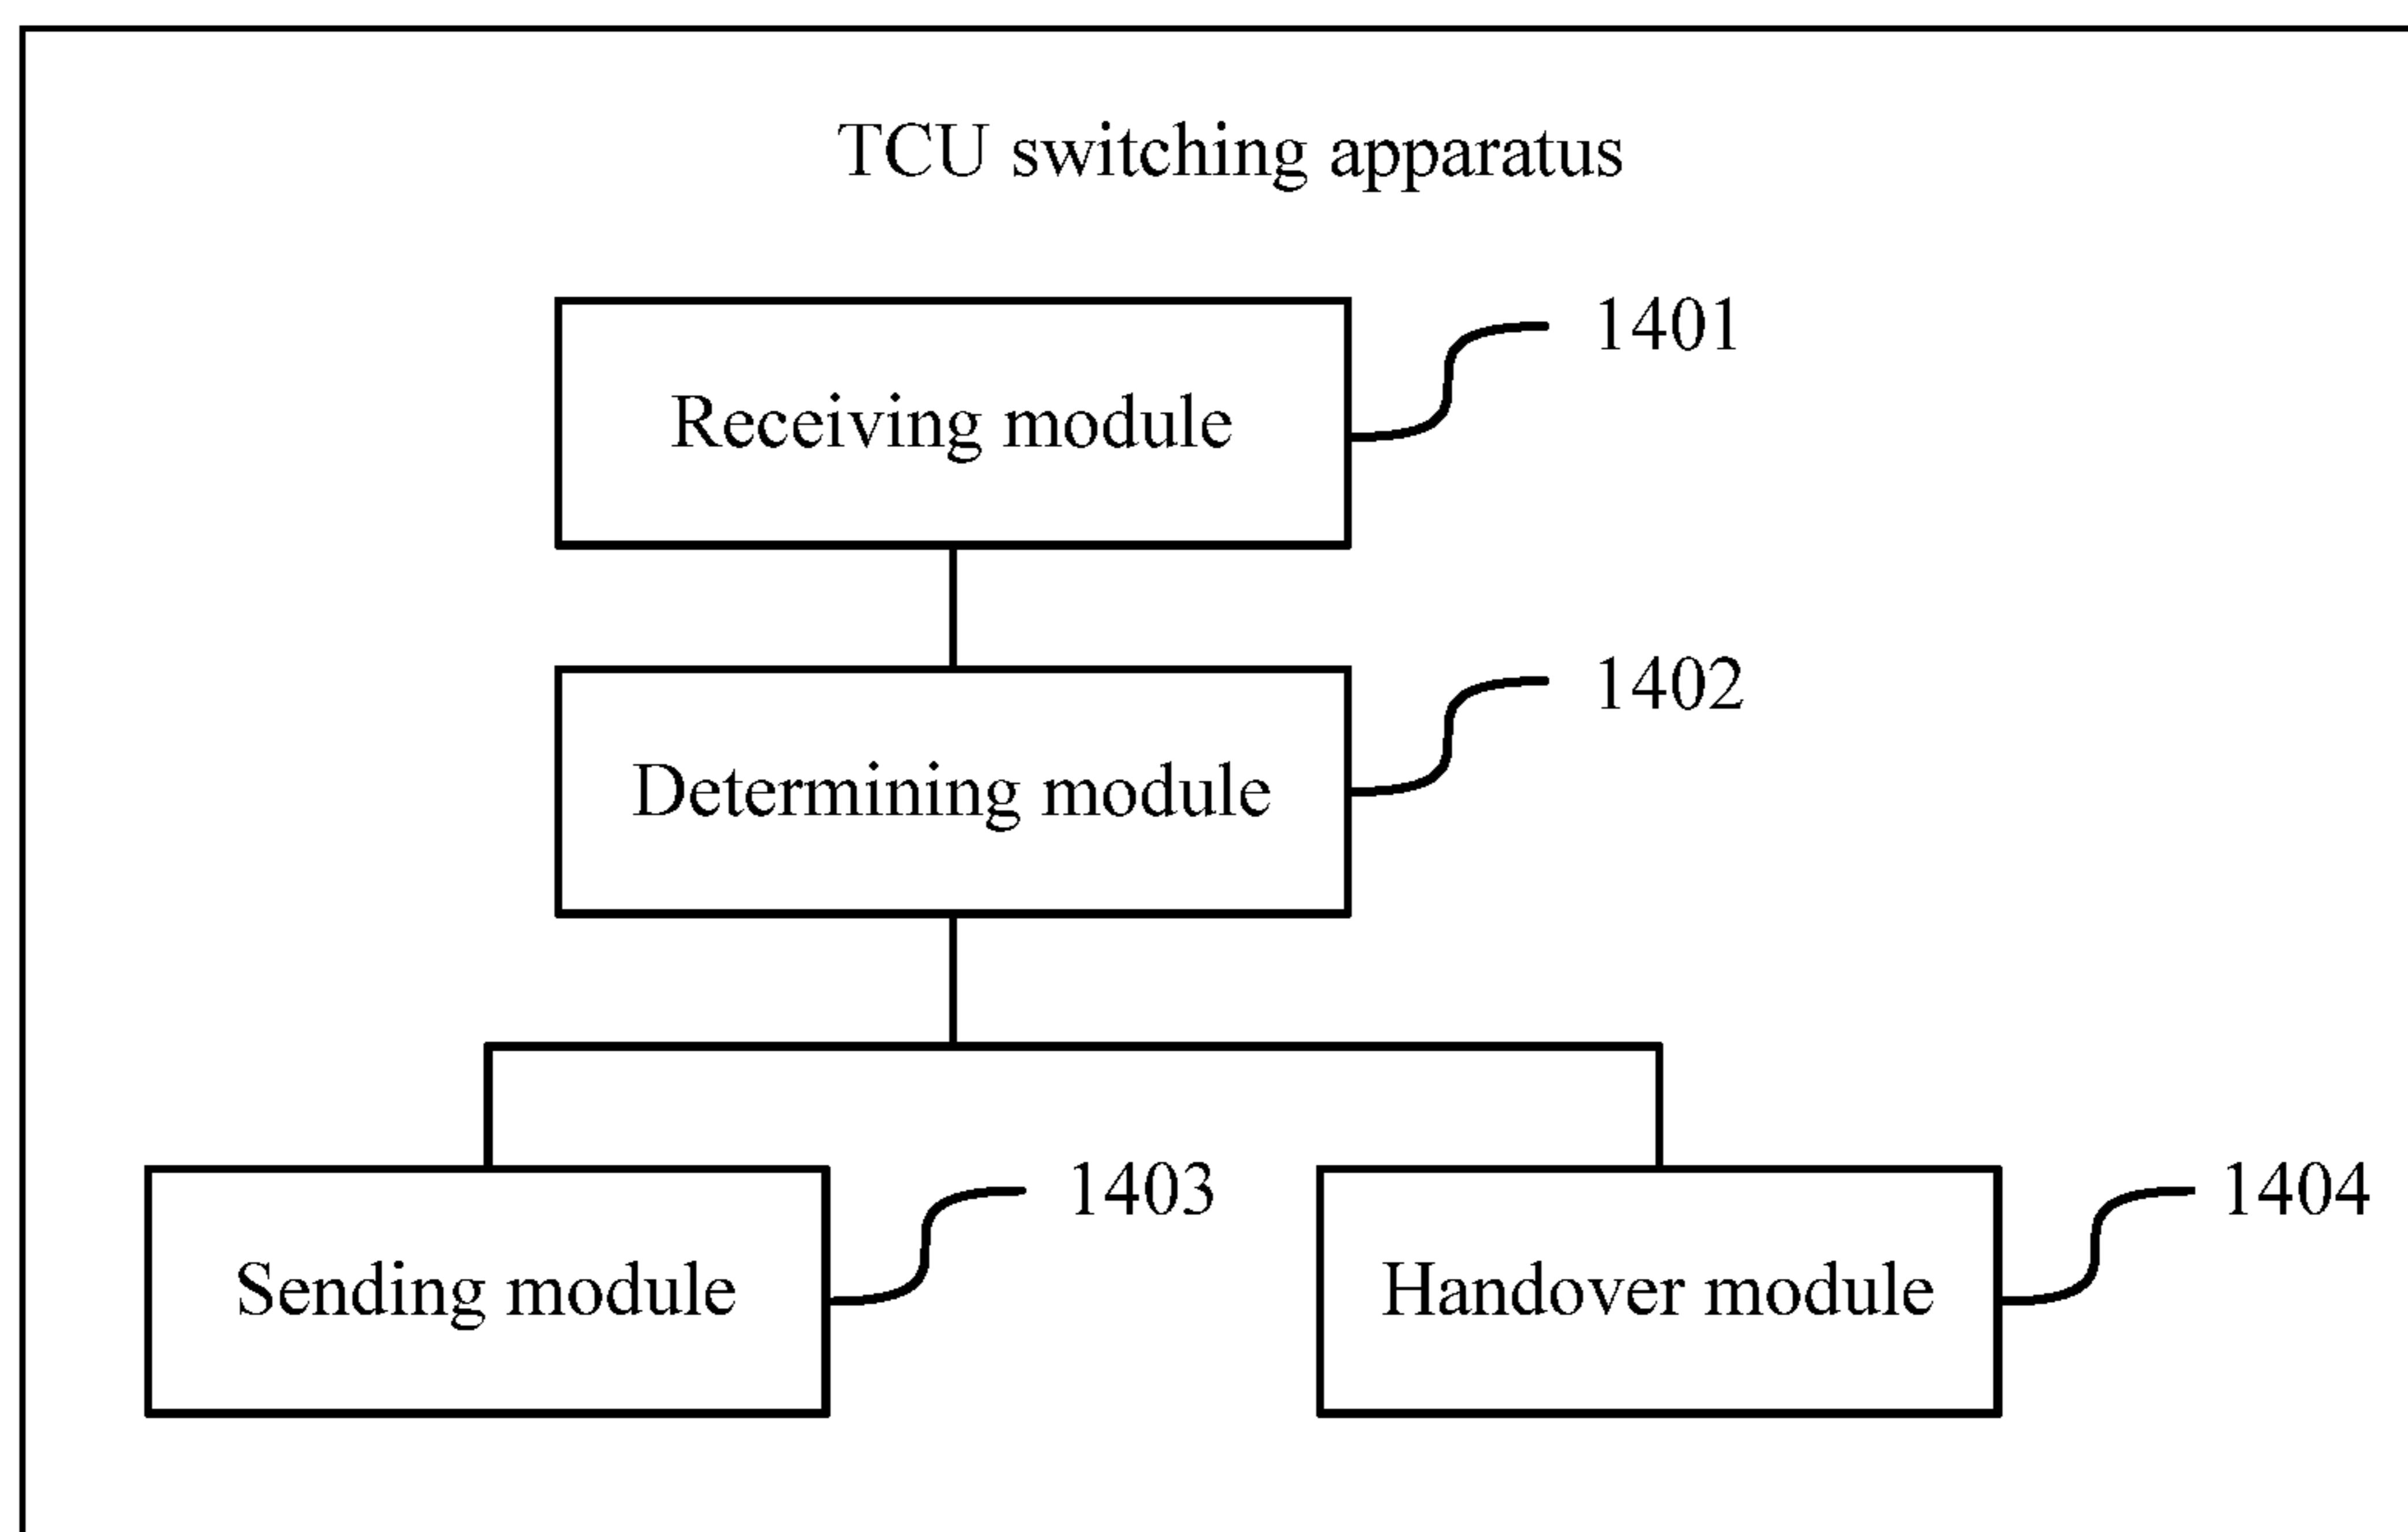 TCU switching apparatus
1401
Receiving module
1402
Determining module
1403
1404
Sending module
Handover module